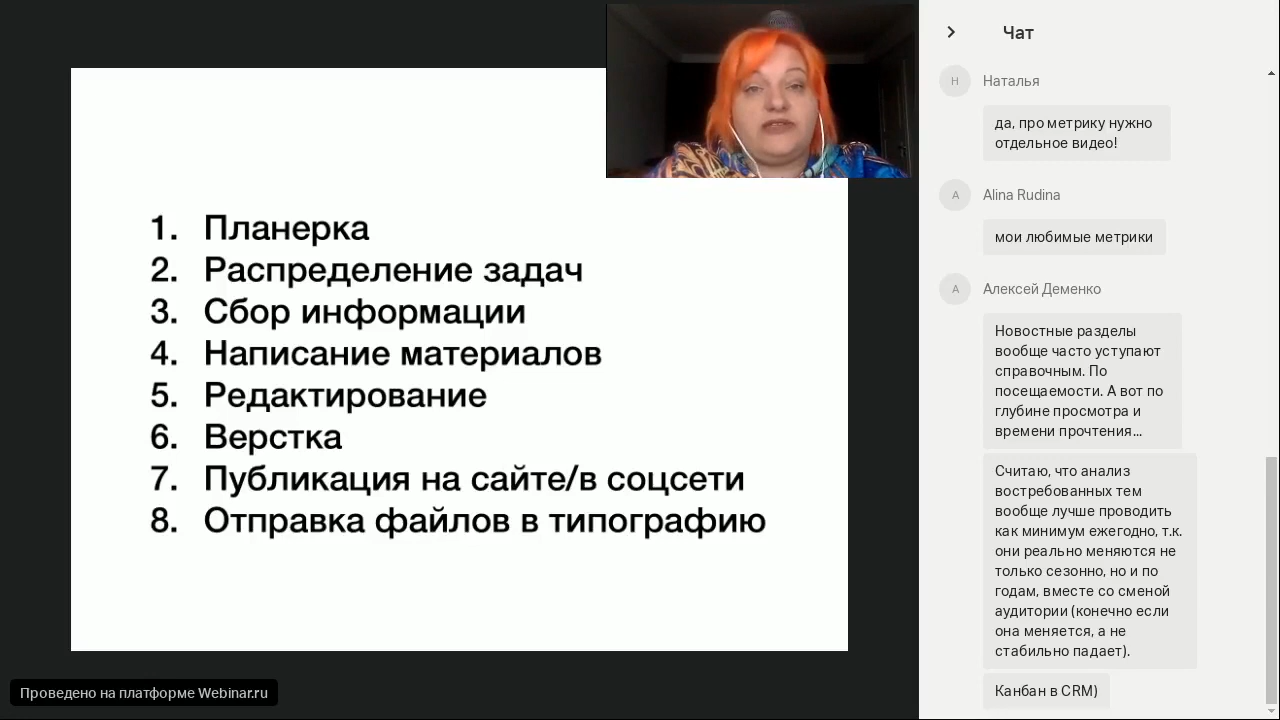 1. Планерка
2. Распределение задач
3. Сбор информации
4. Написание материалов
5. Редактирование
6. Верстка
7. Публикация на сайте/в соцсети
8. Отправка файлов в типографию
Проведено на платформе Webinar.ru
Чат
Н
Наталья
да, про метрику нужно
отдельное видео!
A
Alina Rudina
мои любимые метрики
А
Алексей Деменко
Новостные разделы
вообще часто уступают
справочным. По
посещаемости. А вот по
глубине просмотра и
времени прочтения...
Считаю, что анализ
востребованных тем
вообще лучше проводить
как минимум ежегодно, т.к.
они реально меняются не
только сезонно, но и по
годам, вместе со сменой
аудитории (конечно если
она меняется, а не
стабильно падает).
Канбан в CRM)